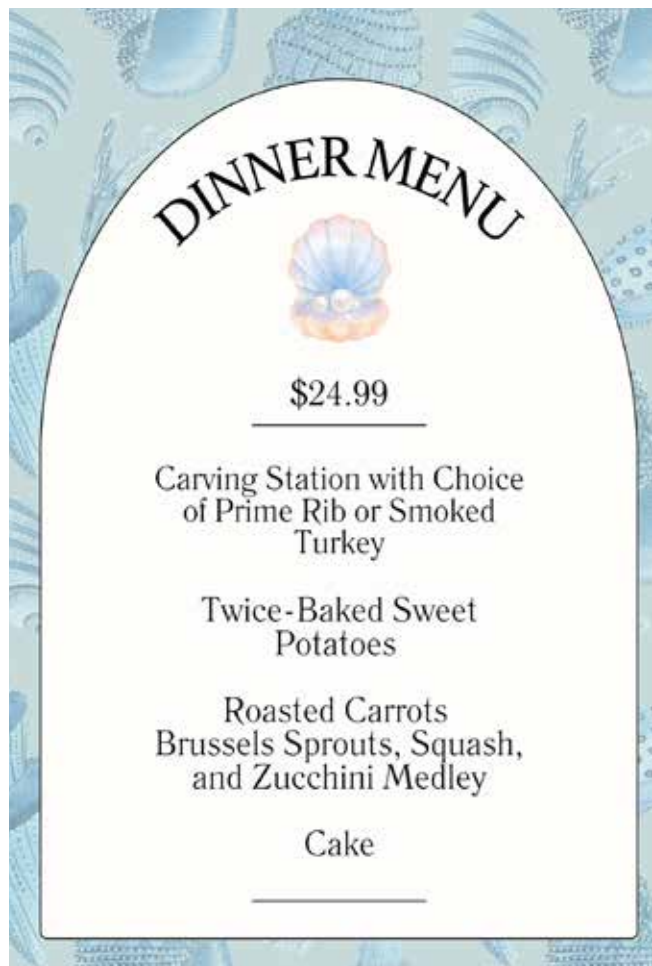 DINNER MENU
$24.99
Carving Station with Choice
of Prime Rib or Smoked
Turkey
Twice-Baked Sweet
Potatoes
Roasted Carrots
Brussels Sprouts, Squash,
and Zucchini Medley
Cake